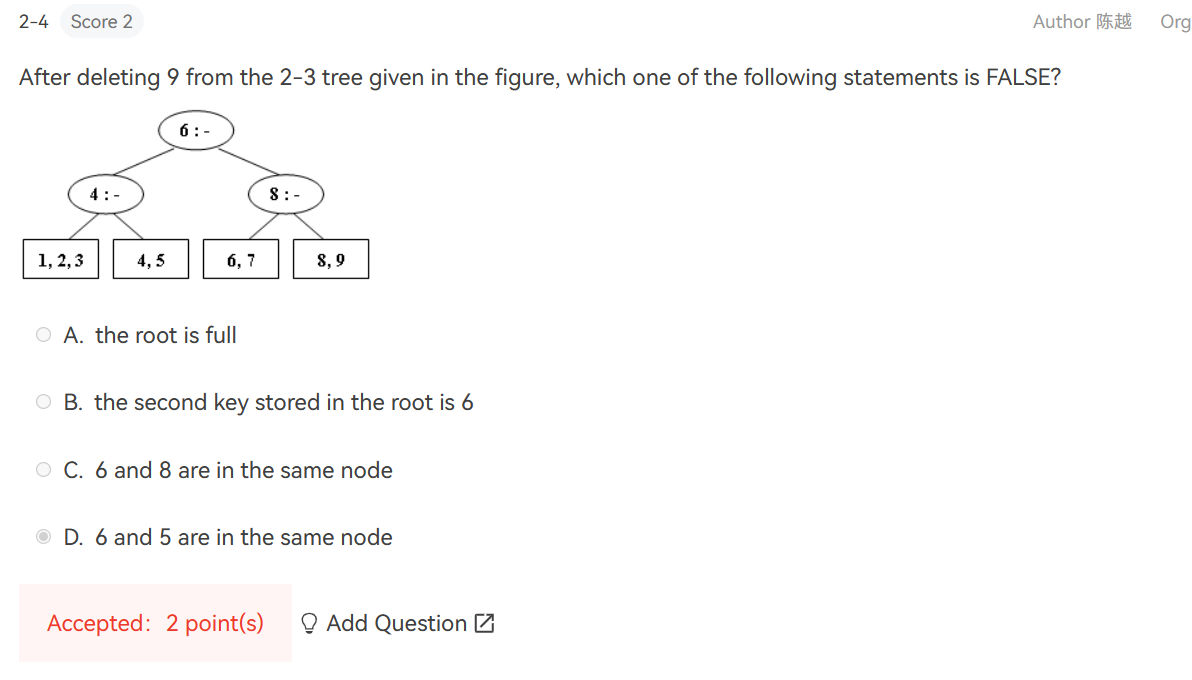 2-4 Score 2 Author 陈越 Org
After deleting 9 from the 2-3 tree given in the figure, which one of the following statements is FALSE?
6 : -
4 : - 8 : -
1, 2, 3 4, 5 6, 7 8, 9
A. the root is full
B. the second key stored in the root is 6
C. 6 and 8 are in the same node
D. 6 and 5 are in the same node
Accepted: 2 point(s) Add Question